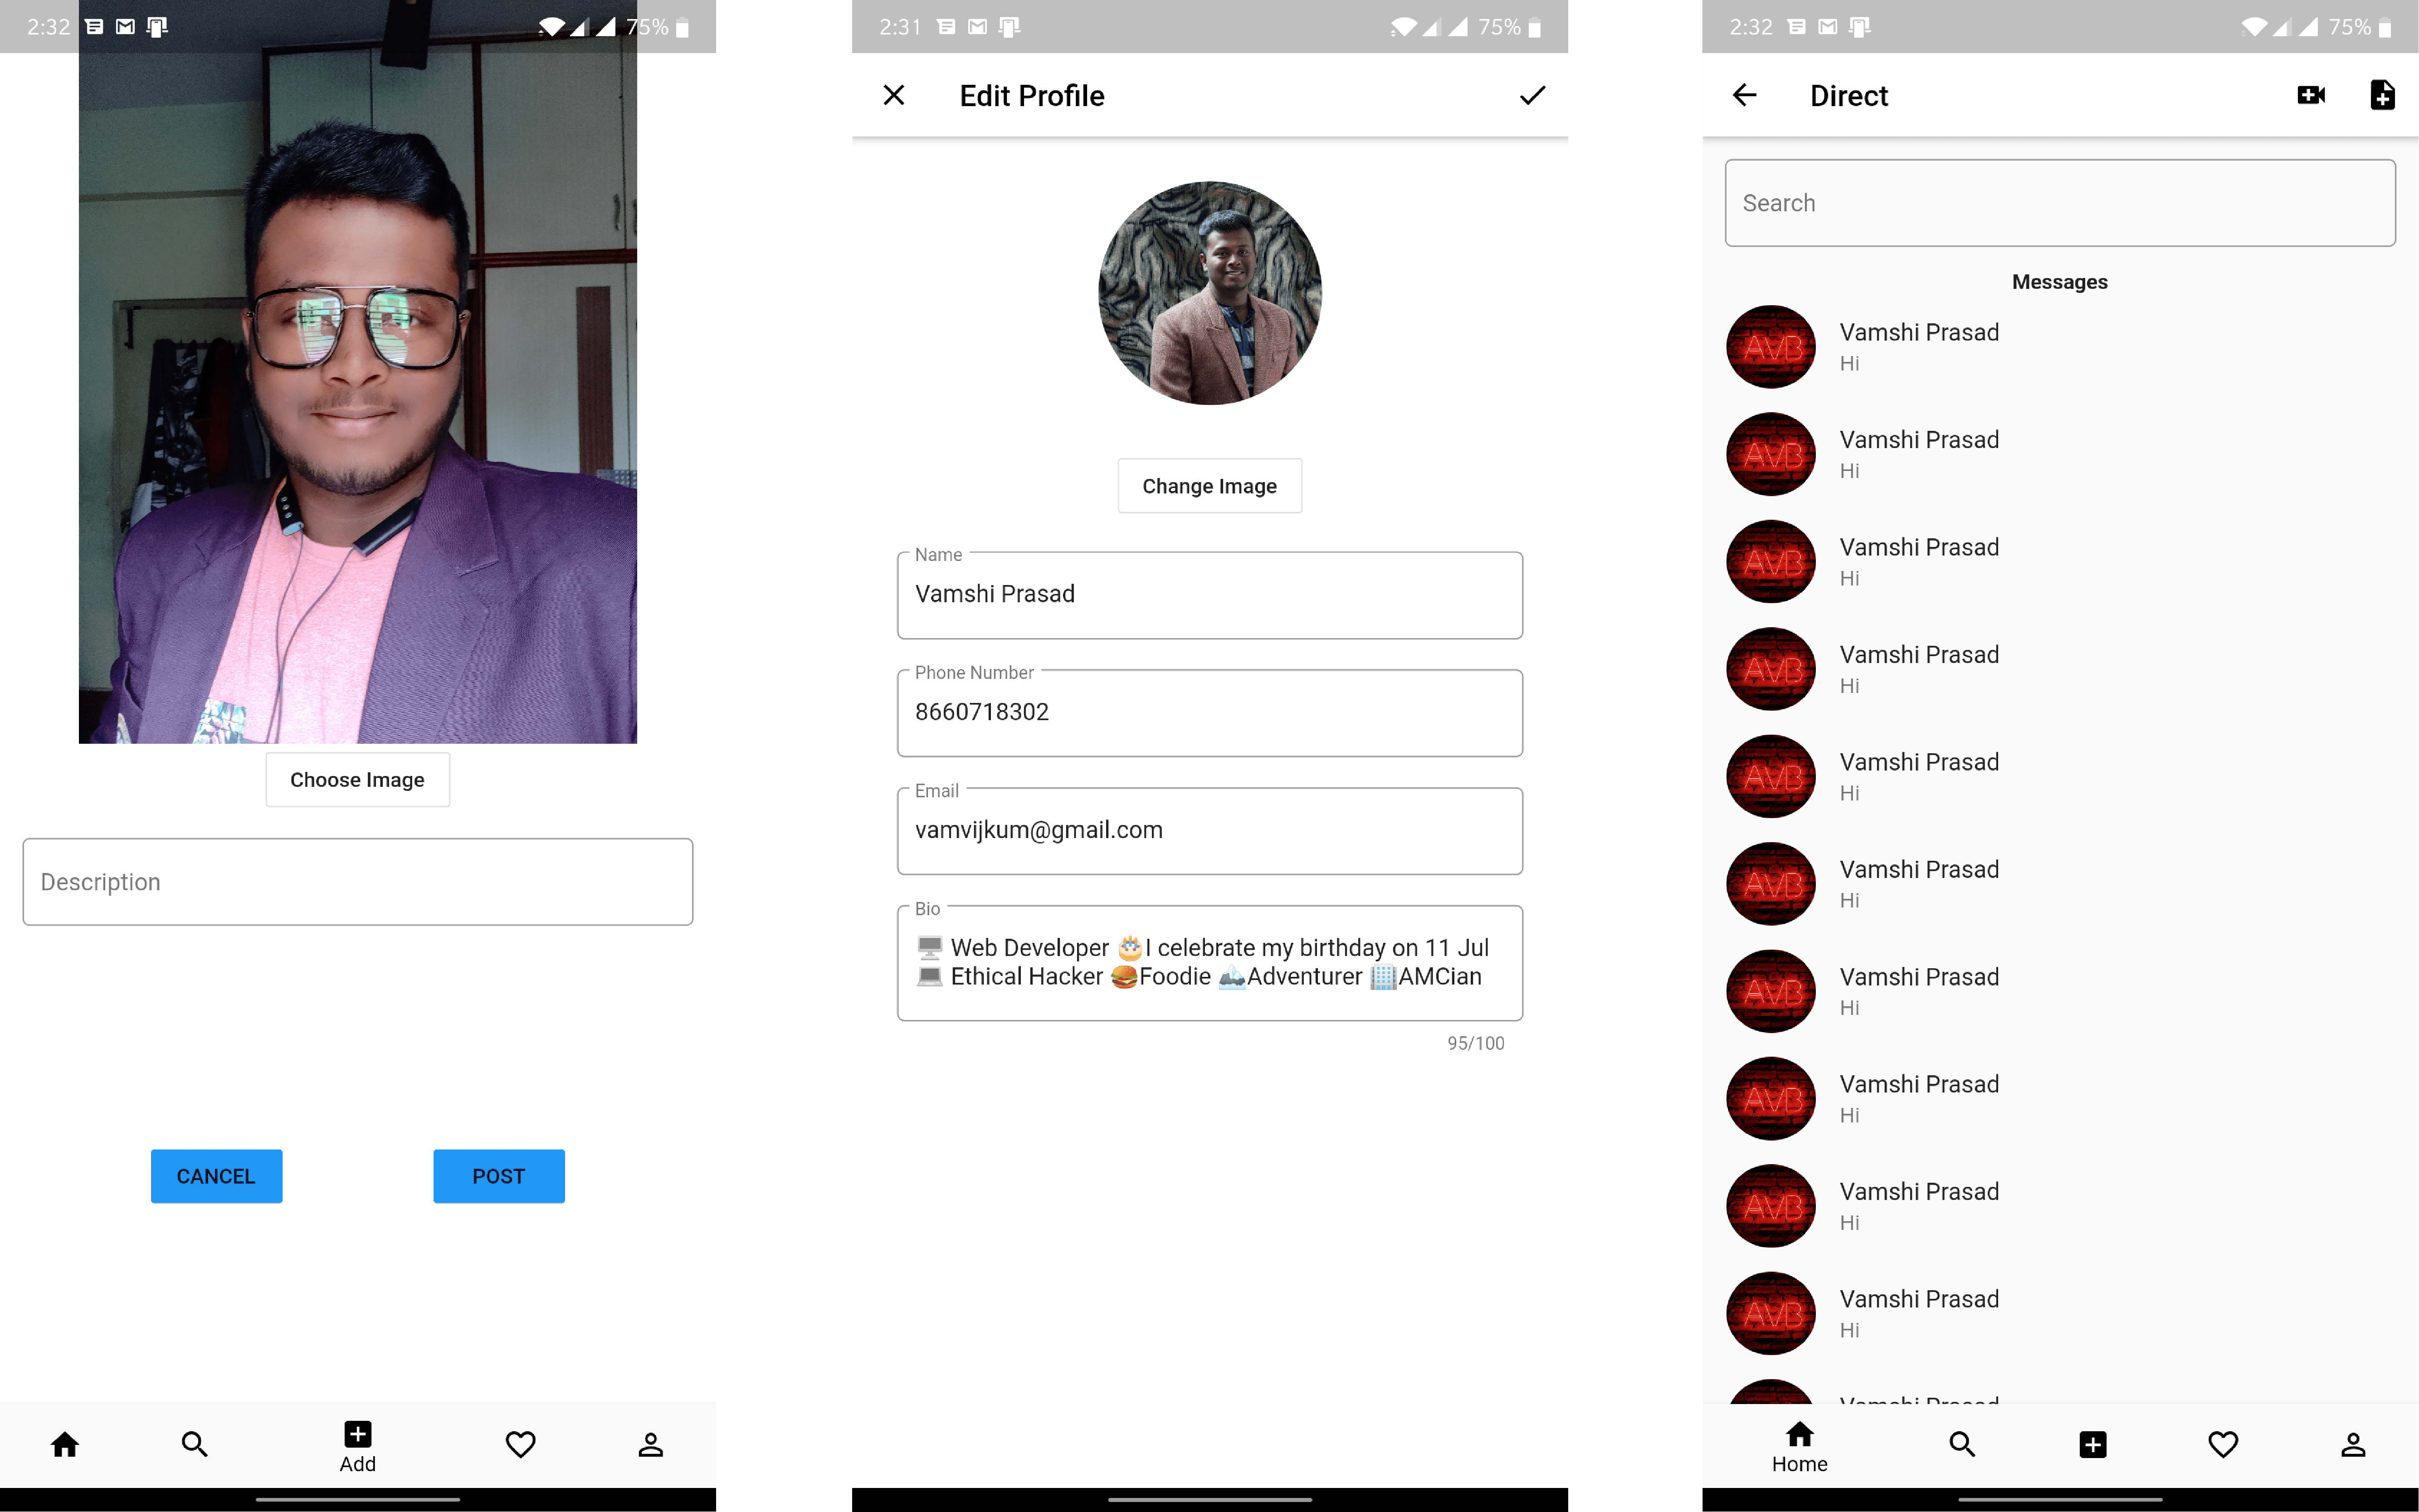 2:32
75%
Choose Image
Description
CANCEL
POST
Add
2:31
75%
Edit Profile
Change Image
Name
Vamshi Prasad
Phone Number
8660718302
Email
vamvijkum@gmail.com
Bio
🖥️ Web Developer 🎂I celebrate my birthday on 11 Jul
💻 Ethical Hacker 🍔Foodie 🏔️Adventurer 🏢AMCian
95/100
2:32
75%
Direct
Search
Messages
AVB
Vamshi Prasad
Hi
AVB
Vamshi Prasad
Hi
AVB
Vamshi Prasad
Hi
AVB
Vamshi Prasad
Hi
AVB
Vamshi Prasad
Hi
AVB
Vamshi Prasad
Hi
AVB
Vamshi Prasad
Hi
AVB
Vamshi Prasad
Hi
AVB
Vamshi Prasad
Hi
AVB
Vamshi Prasad
Hi
Vamshi Prasad
Home